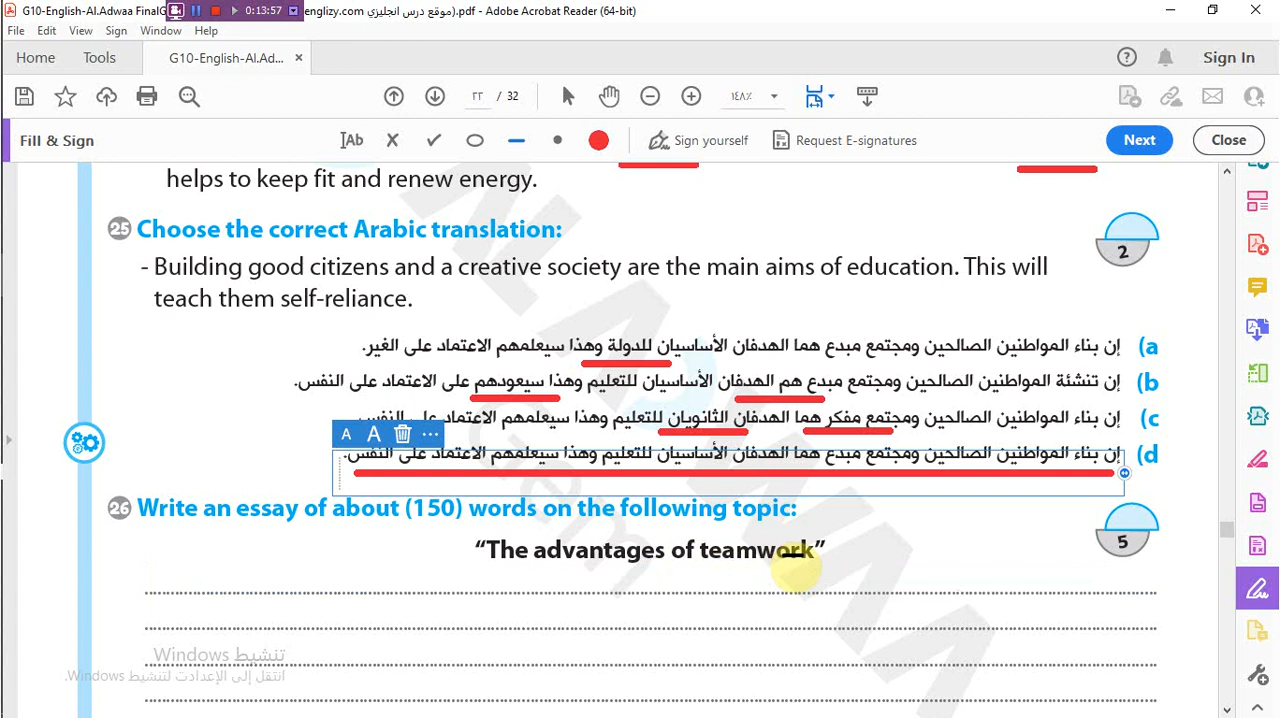 G10-English-Al.Adwaa Final
0:13:57
englizy.com موقع درس انجليزي).pdf - Adobe Acrobat Reader (64-bit)
File Edit View Sign Window Help
Home Tools G10-English-Al.Ad... × Sign In
٢٢ / 32 ١٤٨٪
Fill & Sign Ab Sign yourself Request E-signatures Next Close
helps to keep fit and renew energy.
25 Choose the correct Arabic translation:
2
- Building good citizens and a creative society are the main aims of education. This will
teach them self-reliance.
a) إن بناء المواطنين الصالحين ومجتمع مبدع هما الهدفان الأساسيان للدولة وهذا سيعلمهم الاعتماد على الغير.
b) إن تنشئة المواطنين الصالحين ومجتمع مبدع هم الهدفان الأساسيان للتعليم وهذا سيعودهم على الاعتماد على النفس.
c) إن بناء المواطنين الصالحين ومجتمع مفكر هما الهدفان الثانويان للتعليم وهذا سيعلمهم الاعتماد على النفس.
A A ...
d) إن بناء المواطنين الصالحين ومجتمع مبدع هما الهدفان الأساسيان للتعليم وهذا سيعلمهم الاعتماد على النفس.
26 Write an essay of about (150) words on the following topic:
5
“The advantages of teamwork”
تنشيط Windows
انتقل إلى الإعدادت لتنشيط Windows.